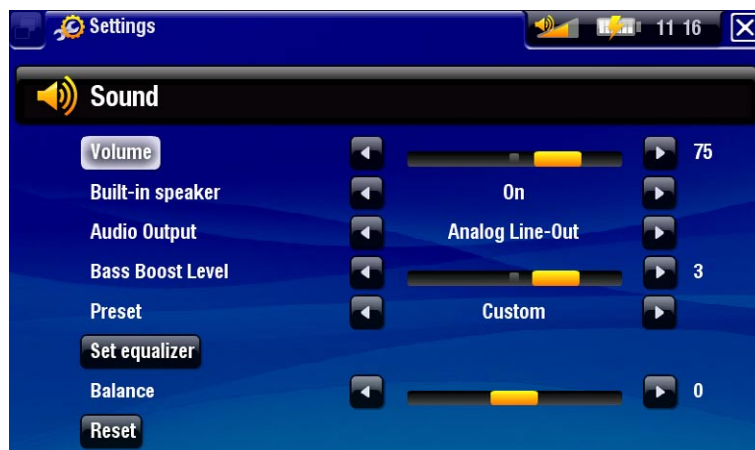 Settings 11 16
Sound
Volume 75
Built-in speaker On
Audio Output Analog Line-Out
Bass Boost Level 3
Preset Custom
Set equalizer
Balance 0
Reset